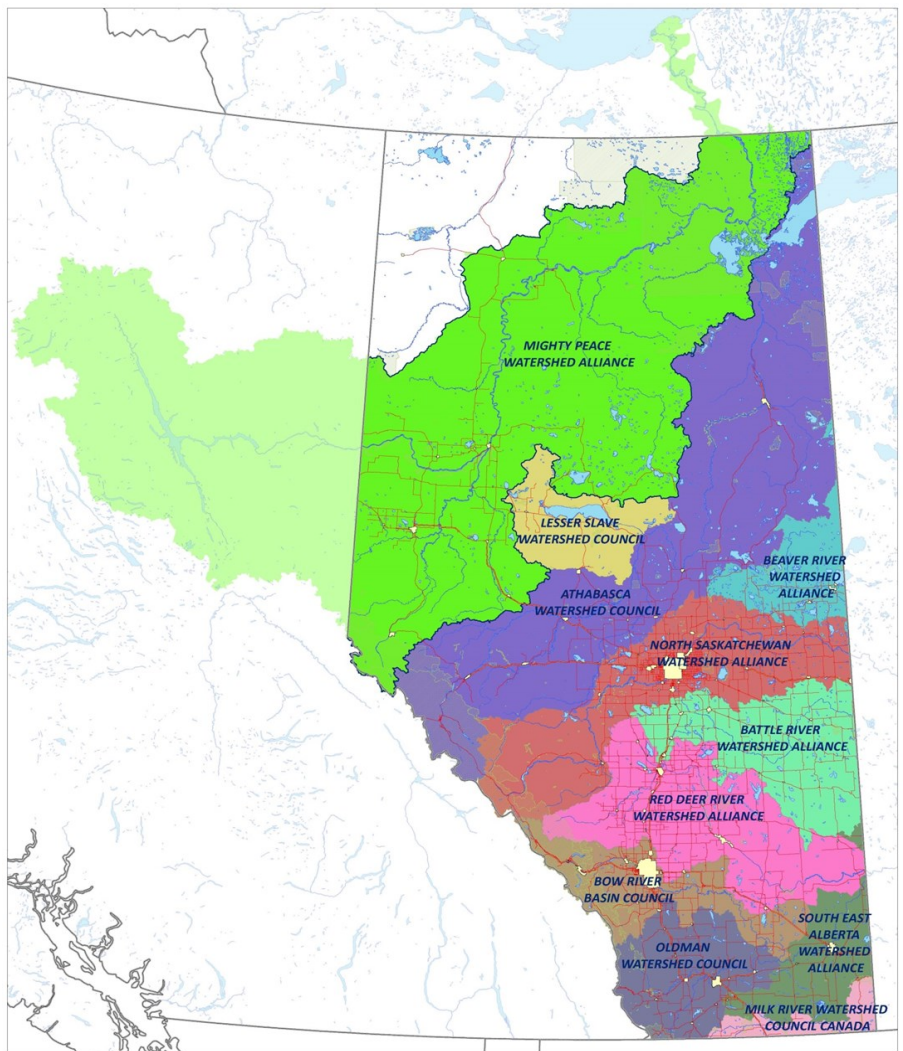 MIGHTY PEACE
WATERSHED ALLIANCE
LESSER SLAVE
WATERSHED COUNCIL
BEAVER RIVER
WATERSHED
ALLIANCE
ATHABASCA
WATERSHED COUNCIL
NORTH SASKATCHEWAN
WATERSHED ALLIANCE
BATTLE RIVER
WATERSHED ALLIANCE
RED DEER RIVER
WATERSHED ALLIANCE
BOW RIVER
BASIN COUNCIL
SOUTH EAST
ALBERTA
WATERSHED
ALLIANCE
OLDMAN
WATERSHED COUNCIL
MILK RIVER WATERSHED
COUNCIL CANADA